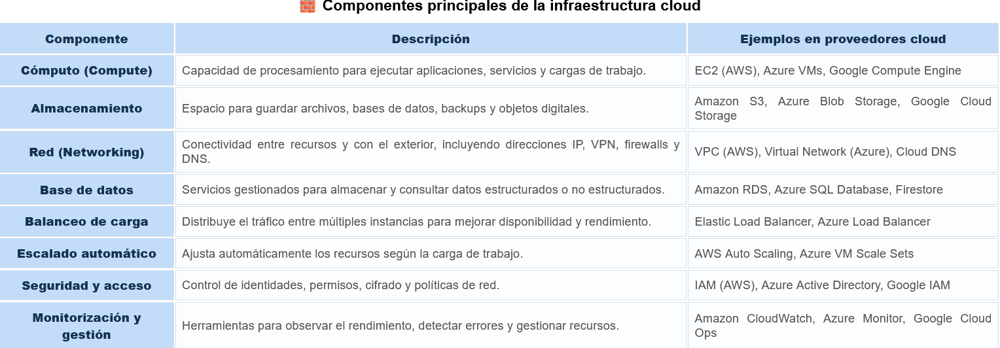 Componentes principales de la infraestructura cloud
Componente
Descripción
Ejemplos en proveedores cloud
Cómputo (Compute)
Capacidad de procesamiento para ejecutar aplicaciones, servicios y cargas de trabajo.
EC2 (AWS), Azure VMs, Google Compute Engine
Almacenamiento
Espacio para guardar archivos, bases de datos, backups y objetos digitales.
Amazon S3, Azure Blob Storage, Google Cloud
Storage
Red (Networking)
Conectividad entre recursos y con el exterior, incluyendo direcciones IP, VPN, firewalls y
DNS.
VPC (AWS), Virtual Network (Azure), Cloud DNS
Base de datos
Servicios gestionados para almacenar y consultar datos estructurados o no estructurados.
Amazon RDS, Azure SQL Database, Firestore
Balanceo de carga
Distribuye el tráfico entre múltiples instancias para mejorar disponibilidad y rendimiento.
Elastic Load Balancer, Azure Load Balancer
Escalado automático
Ajusta automáticamente los recursos según la carga de trabajo.
AWS Auto Scaling, Azure VM Scale Sets
Seguridad y acceso
Control de identidades, permisos, cifrado y políticas de red.
IAM (AWS), Azure Active Directory, Google IAM
Monitorización y
gestión
Herramientas para observar el rendimiento, detectar errores y gestionar recursos.
Amazon CloudWatch, Azure Monitor, Google Cloud
Ops